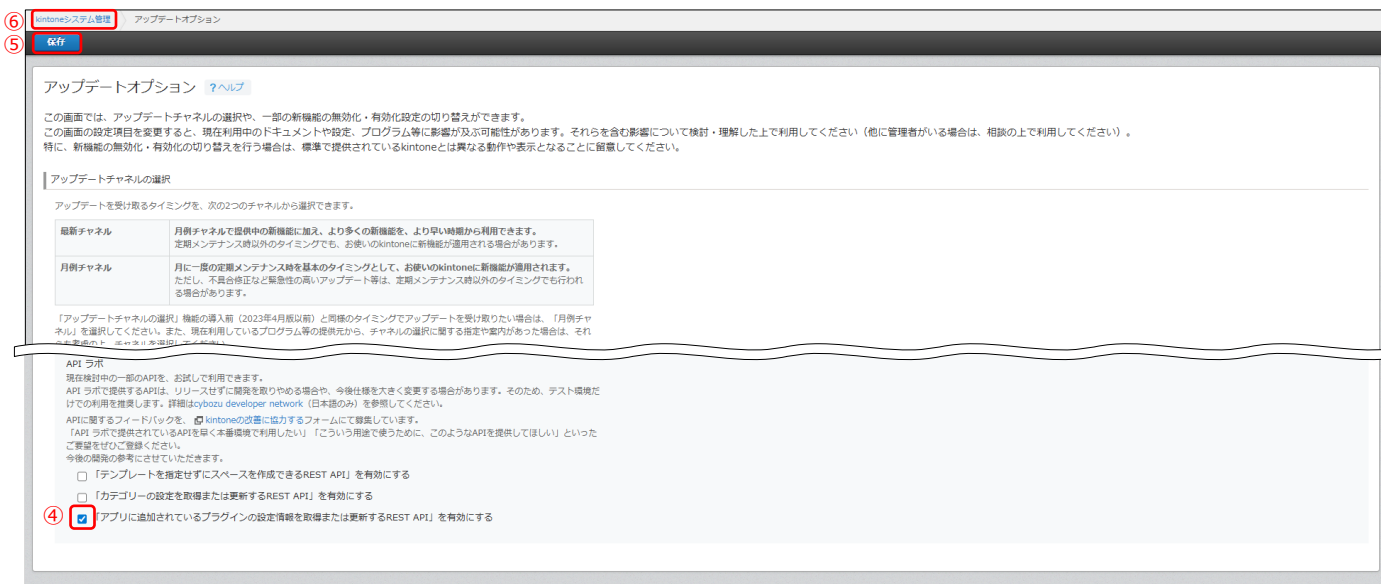 ⑥ kintoneシステム管理 アップデートオプション
⑤ 保存
アップデートオプション ?ヘルプ
この画面では、アップデートチャネルの選択や、一部の新機能の無効化・有効化設定の切り替えができます。
この画面の設定項目を変更すると、現在利用中のドキュメントや設定、プログラム等に影響が及ぶ可能性があります。それらを含む影響について検討・理解した上で利用してください（他に管理者がいる場合は、相談の上で利用してください）。
特に、新機能の無効化・有効化の切り替えを行う場合は、標準で提供されているkintoneとは異なる動作や表示となることに留意してください。
アップデートチャネルの選択
アップデートを受け取るタイミングを、次の2つのチャネルから選択できます。
最新チャネル 月例チャネルで提供中の新機能に加え、より多くの新機能を、より早い時期から利用できます。
定期メンテナンス時以外のタイミングでも、お使いのkintoneに新機能が適用される場合があります。
月例チャネル 月に一度の定期メンテナンス時を基本のタイミングとして、お使いのkintoneに新機能が適用されます。
ただし、不具合修正など緊急性の高いアップデート等は、定期メンテナンス時以外のタイミングでも行われ
る場合があります。
「アップデートチャネルの選択」機能の導入前（2023年4月版以前）と同様のタイミングでアップデートを受け取りたい場合は、「月例チャ
ネル」を選択してください。また、現在利用しているプログラム等の提供元から、チャネルの選択に関する指定や案内があった場合は、それ
らも考慮の上、チャネルを選択してください。
API ラボ
現在検討中の一部のAPIを、お試しで利用できます。
API ラボで提供するAPIは、リリースせずに開発を取りやめる場合や、今後仕様を大きく変更する場合があります。そのため、テスト環境だ
けでの利用を推奨します。詳細はcybozu developer network（日本語のみ）を参照してください。
APIに関するフィードバックを、 kintoneの改善に協力するフォームにて募集しています。
「API ラボで提供されているAPIを早く本番環境で利用したい」「こういう用途で使うために、このようなAPIを提供してほしい」といった
ご要望をぜひご登録ください。
今後の開発の参考にさせていただきます。
「テンプレートを指定せずにスペースを作成できるREST API」を有効にする
「カテゴリーの設定を取得または更新するREST API」を有効にする
④ 「アプリに追加されているプラグインの設定情報を取得または更新するREST API」を有効にする